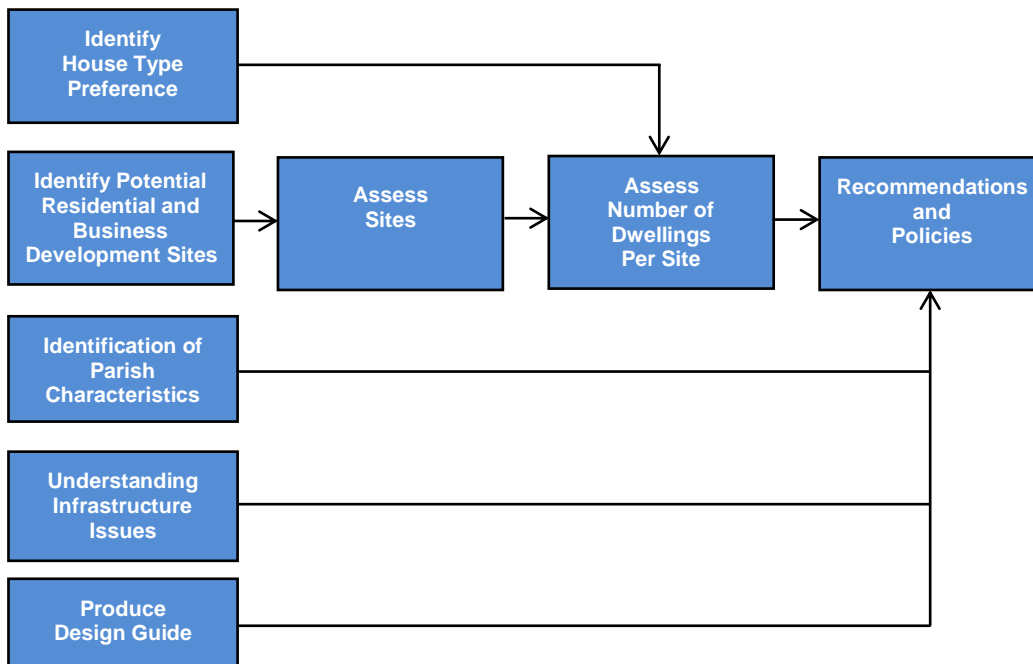 Identify
House Type
Preference
Identify Potential
Residential and
Business
Development Sites
Assess
Sites
Assess
Number of
Dwellings
Per Site
Recommendations
and
Policies
Identification of
Parish
Characteristics
Understanding
Infrastructure
Issues
Produce
Design Guide